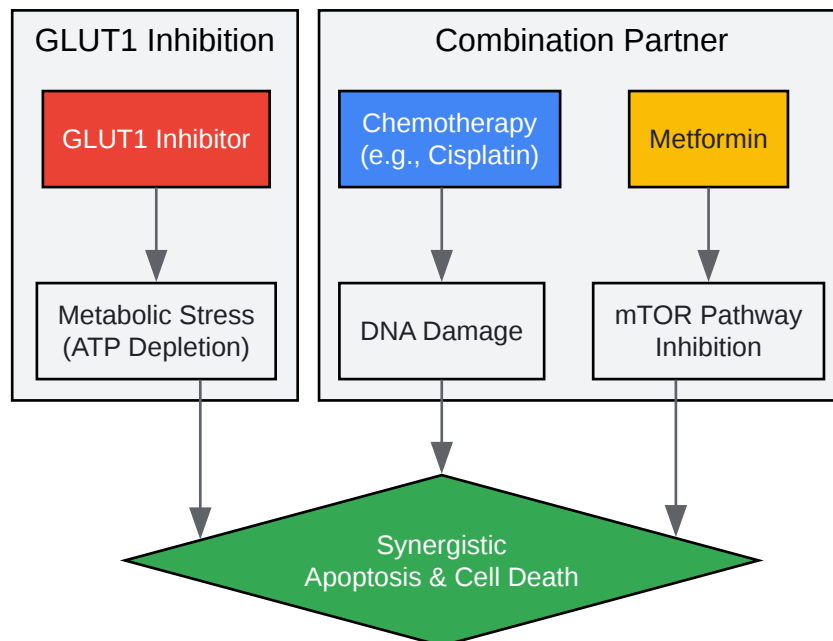 GLUT1 Inhibition
Combination Partner
GLUT1 Inhibitor
Chemotherapy
(e.g., Cisplatin)
Metformin
Metabolic Stress
(ATP Depletion)
DNA Damage
mTOR Pathway
Inhibition
Synergistic
Apoptosis & Cell Death